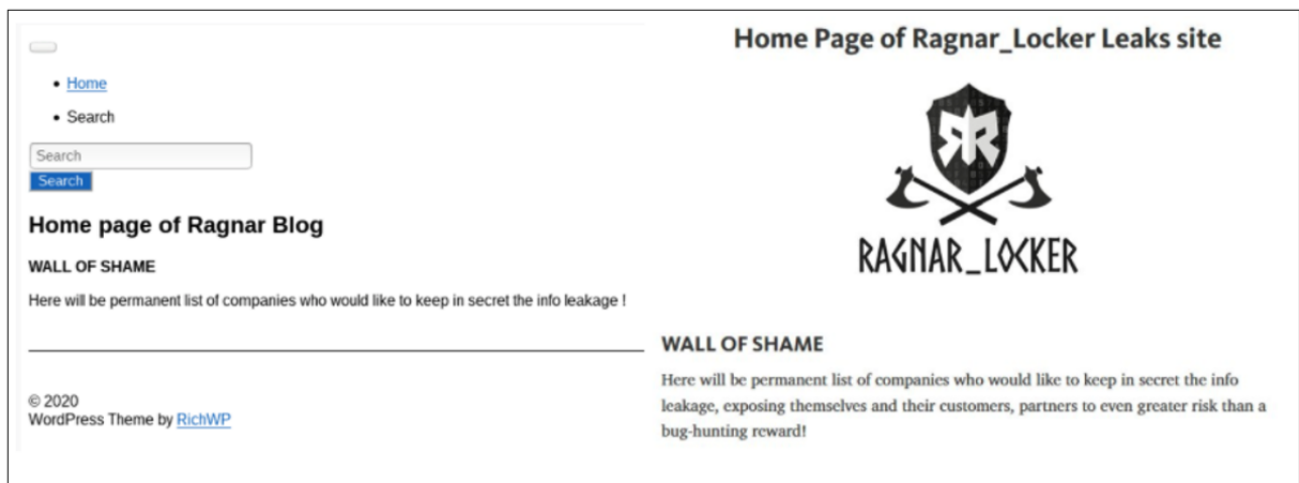 Home
Search
Search
Search
Home page of Ragnar Blog
WALL OF SHAME
Here will be permanent list of companies who would like to keep in secret the info leakage !
© 2020
WordPress Theme by RichWP
Home Page of Ragnar_Locker Leaks site
RAGNAR_LOCKER
WALL OF SHAME
Here will be permanent list of companies who would like to keep in secret the info
leakage, exposing themselves and their customers, partners to even greater risk than a
bug-hunting reward!